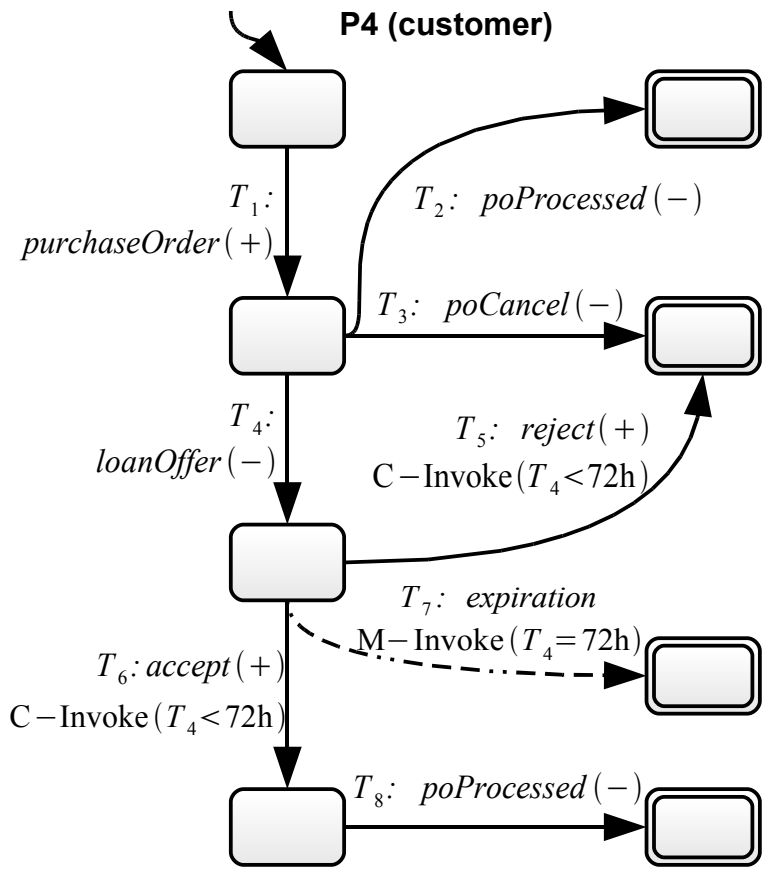 P4 (customer)
T₁:
purchaseOrder(+)
T₂: poProcessed(−)
T₃: poCancel(−)
T₄:
loanOffer(−)
T₅: reject(+)
C−Invoke(T₄<72h)
T₇: expiration
M−Invoke(T₄=72h)
T₆: accept(+)
C−Invoke(T₄<72h)
T₈: poProcessed(−)